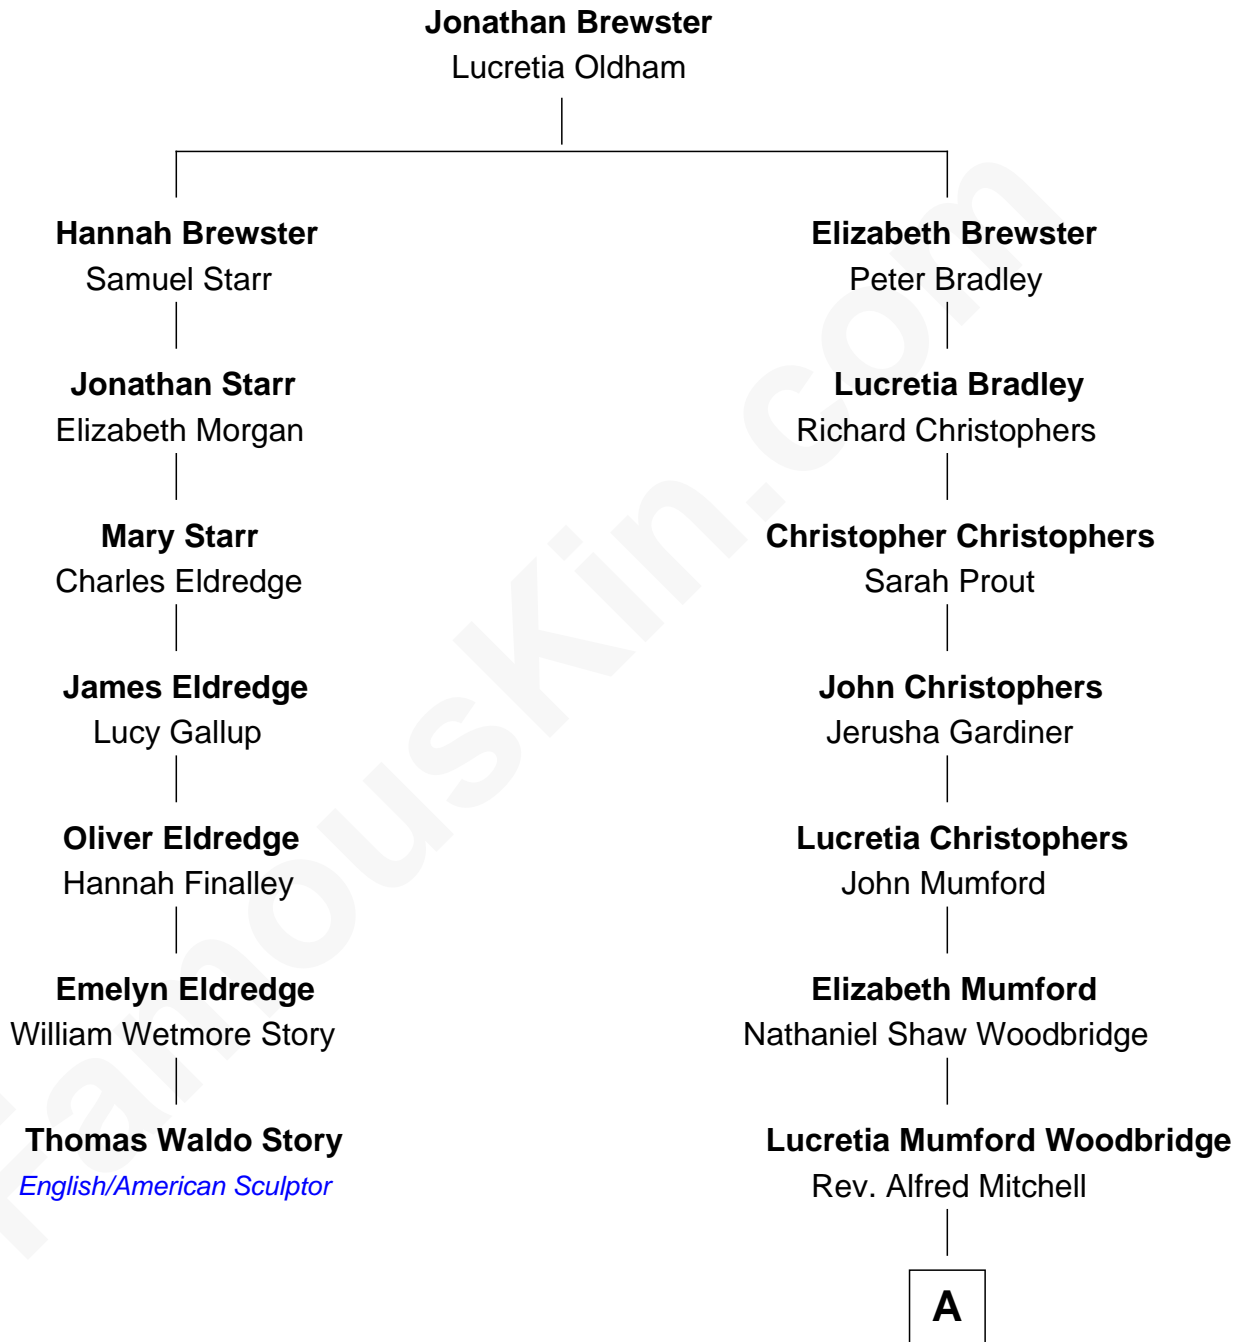 Jonathan Brewster
Lucretia Oldham
Hannah Brewster
Samuel Starr
Elizabeth Brewster
Peter Bradley
Jonathan Starr
Elizabeth Morgan
Lucretia Bradley
Richard Christophers
Mary Starr
Charles Eldredge
Christopher Christophers
Sarah Prout
James Eldredge
Lucy Gallup
John Christophers
Jerusha Gardiner
Oliver Eldredge
Hannah Finalley
Lucretia Christophers
John Mumford
Emelyn Eldredge
William Wetmore Story
Elizabeth Mumford
Nathaniel Shaw Woodbridge
Thomas Waldo Story
English/American Sculptor
Lucretia Mumford Woodbridge
Rev. Alfred Mitchell
A
FamousKin.com